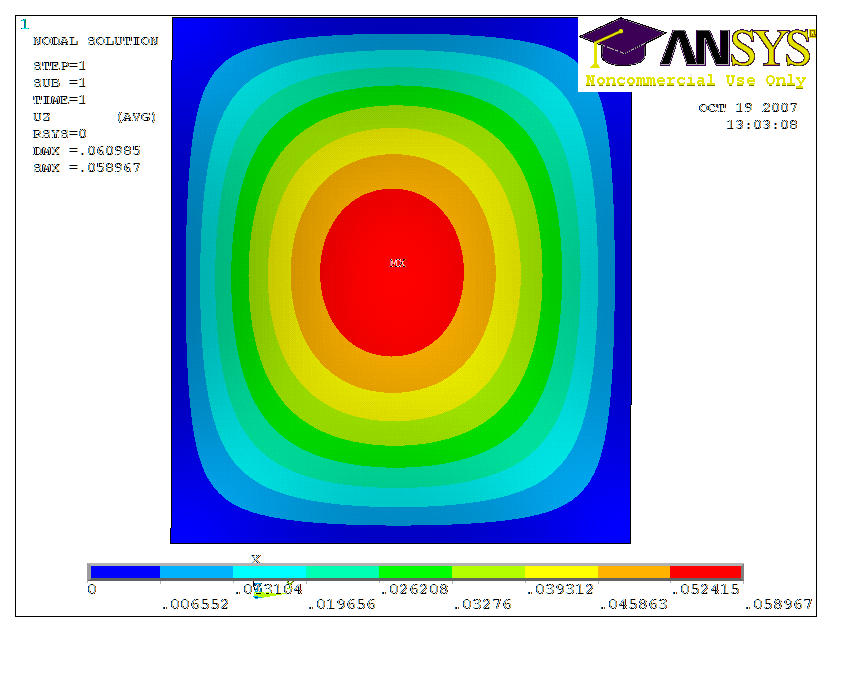 1
NODAL SOLUTION
STEP=1
SUB =1
TIME=1
UZ (AVG)
RSYS=0
DMX =.060985
SMX =.058967
ANSYS
Noncommercial Use Only
OCT 19 2007
13:03:08
MX
X
0 .026208 .039312 .052415
.006552 .019656 .03276 .045863 .058967